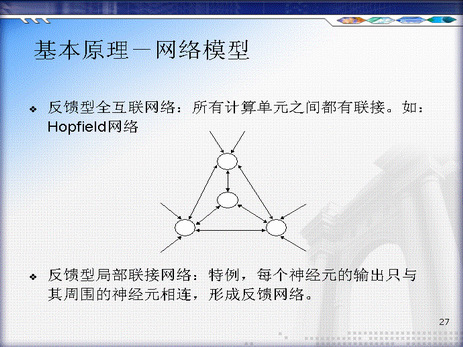 基本原理－网络模型
❖ 反馈型全互联网络：所有计算单元之间都有联接。如：
Hopfield网络
❖ 反馈型局部联接网络：特例，每个神经元的输出只与
其周围的神经元相连，形成反馈网络。
27